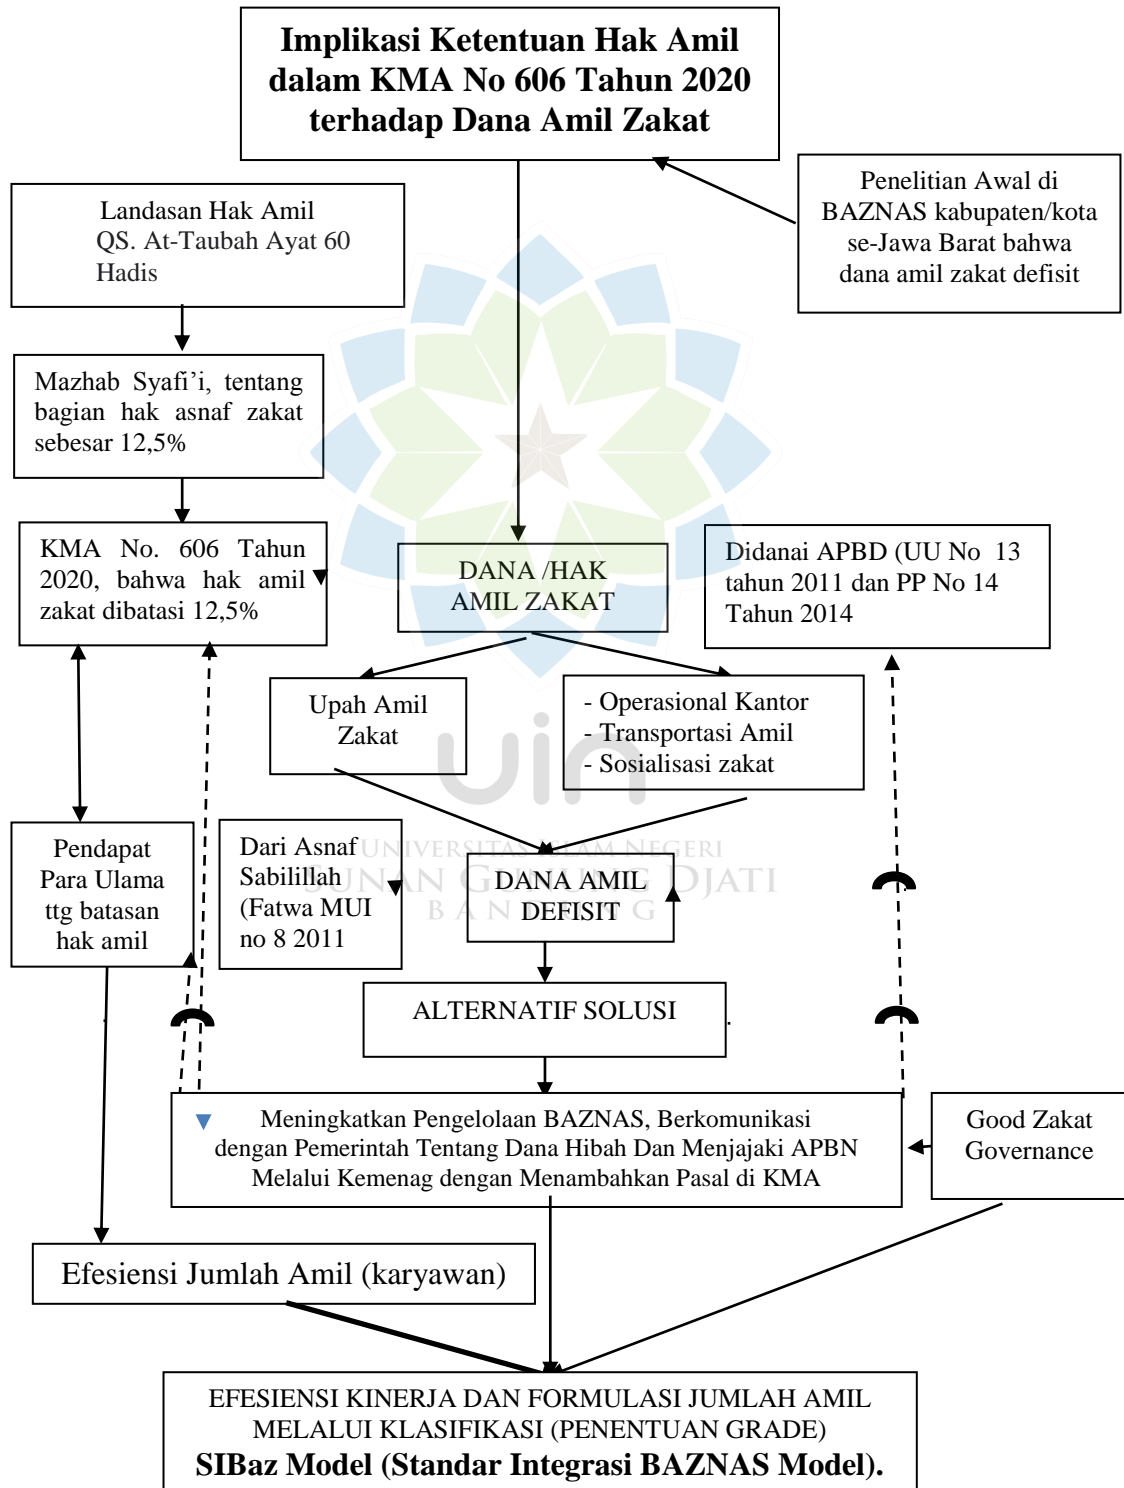 Implikasi Ketentuan Hak Amil
dalam KMA No 606 Tahun 2020
terhadap Dana Amil Zakat
Penelitian Awal di
BAZNAS kabupaten/kota
se-Jawa Barat bahwa
dana amil zakat defisit
Landasan Hak Amil
QS. At-Taubah Ayat 60
Hadis
Mazhab Syafi'i, tentang
bagian hak asnaf zakat
sebesar 12,5%
KMA No. 606 Tahun
2020, bahwa hak amil
zakat dibatasi 12,5%
DANA /HAK
AMIL ZAKAT
Didanai APBD (UU No 13
tahun 2011 dan PP No 14
Tahun 2014
Upah Amil
Zakat
- Operasional Kantor
- Transportasi Amil
- Sosialisasi zakat
uin
UNIVERSITAS ISLAM NEGERI
SUNAN GUNUNG DJATI
BANDUNG
Pendapat
Para Ulama
ttg batasan
hak amil
Dari Asnaf
Sabilillah
(Fatwa MUI
no 8 2011
DANA AMIL
DEFISIT
ALTERNATIF SOLUSI
Meningkatkan Pengelolaan BAZNAS, Berkomunikasi
dengan Pemerintah Tentang Dana Hibah Dan Menjajaki APBN
Melalui Kemenag dengan Menambahkan Pasal di KMA
Good Zakat
Governance
Efesiensi Jumlah Amil (karyawan)
EFESIENSI KINERJA DAN FORMULASI JUMLAH AMIL
MELALUI KLASIFIKASI (PENENTUAN GRADE)
SIBaz Model (Standar Integrasi BAZNAS Model).